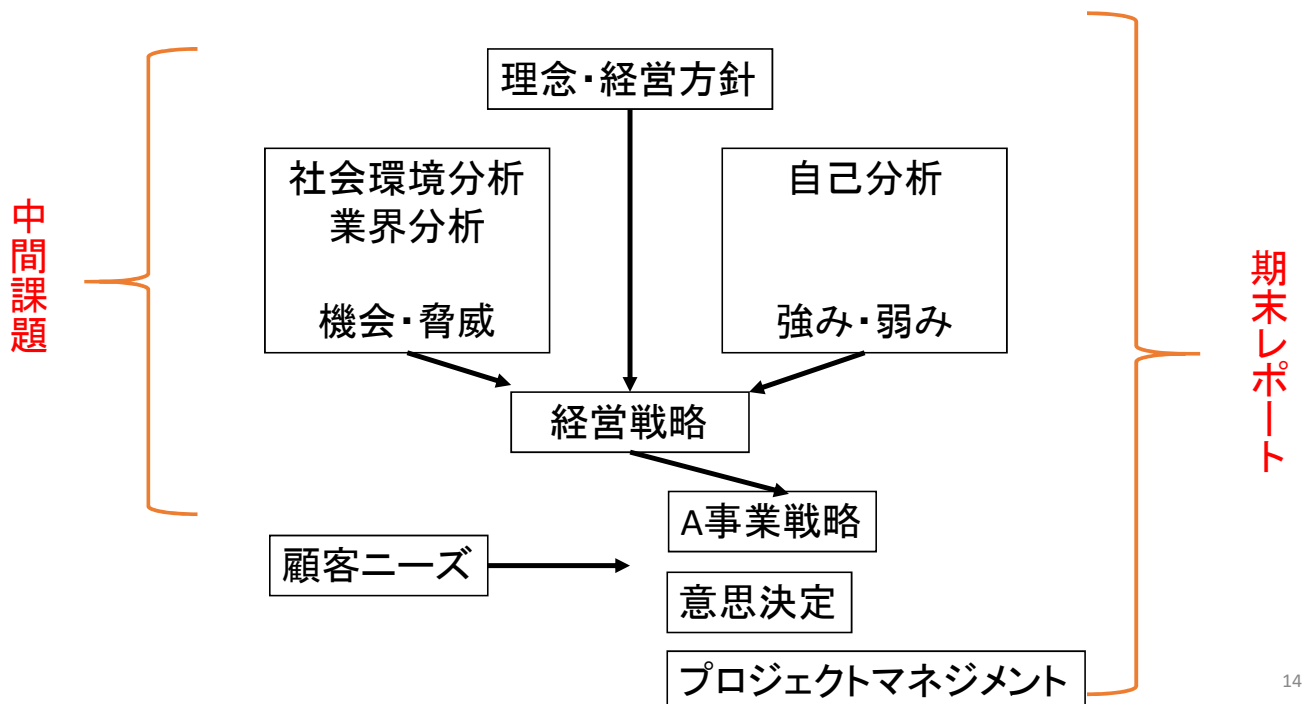 理念・経営方針
社会環境分析
業界分析
機会・脅威
自己分析
強み・弱み
中間課題
期末レポート
経営戦略
A事業戦略
顧客ニーズ
意思決定
プロジェクトマネジメント
14